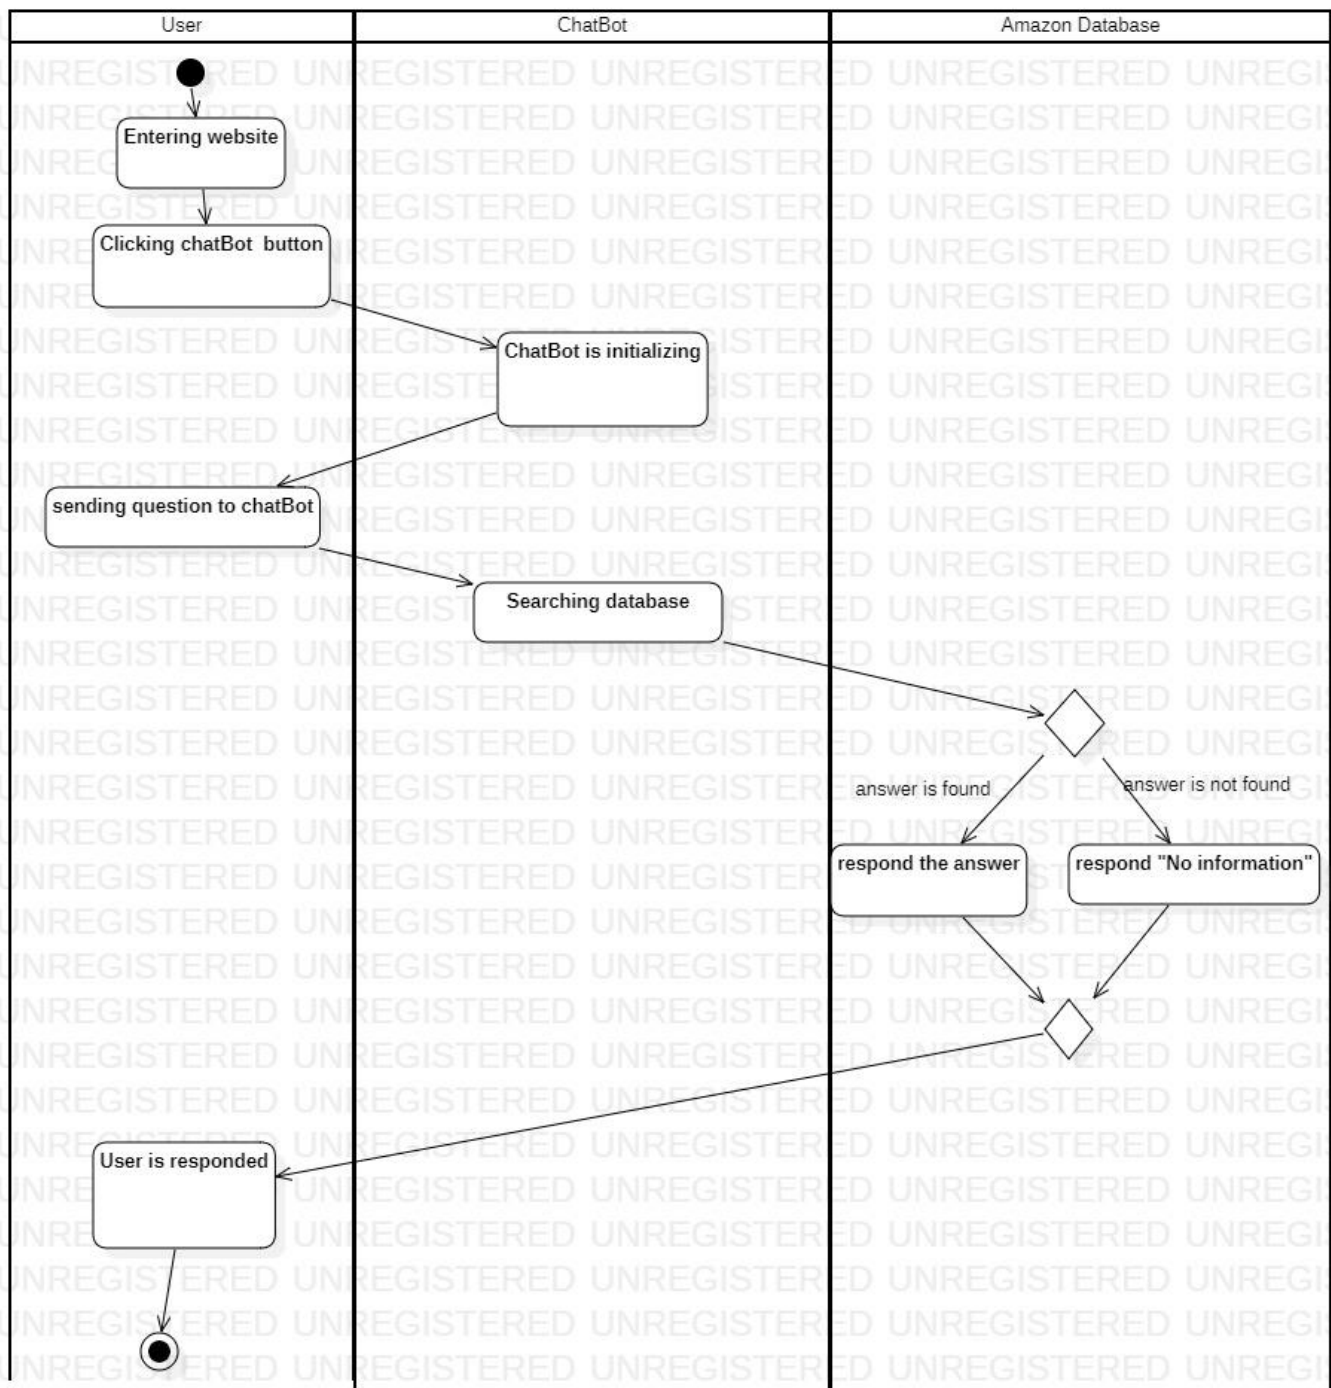 User
ChatBot
Amazon Database
Entering website
Clicking chatBot  button
ChatBot is initializing
sending question to chatBot
Searching database
answer is found
answer is not found
respond the answer
respond "No information"
User is responded
UNREGISTERED